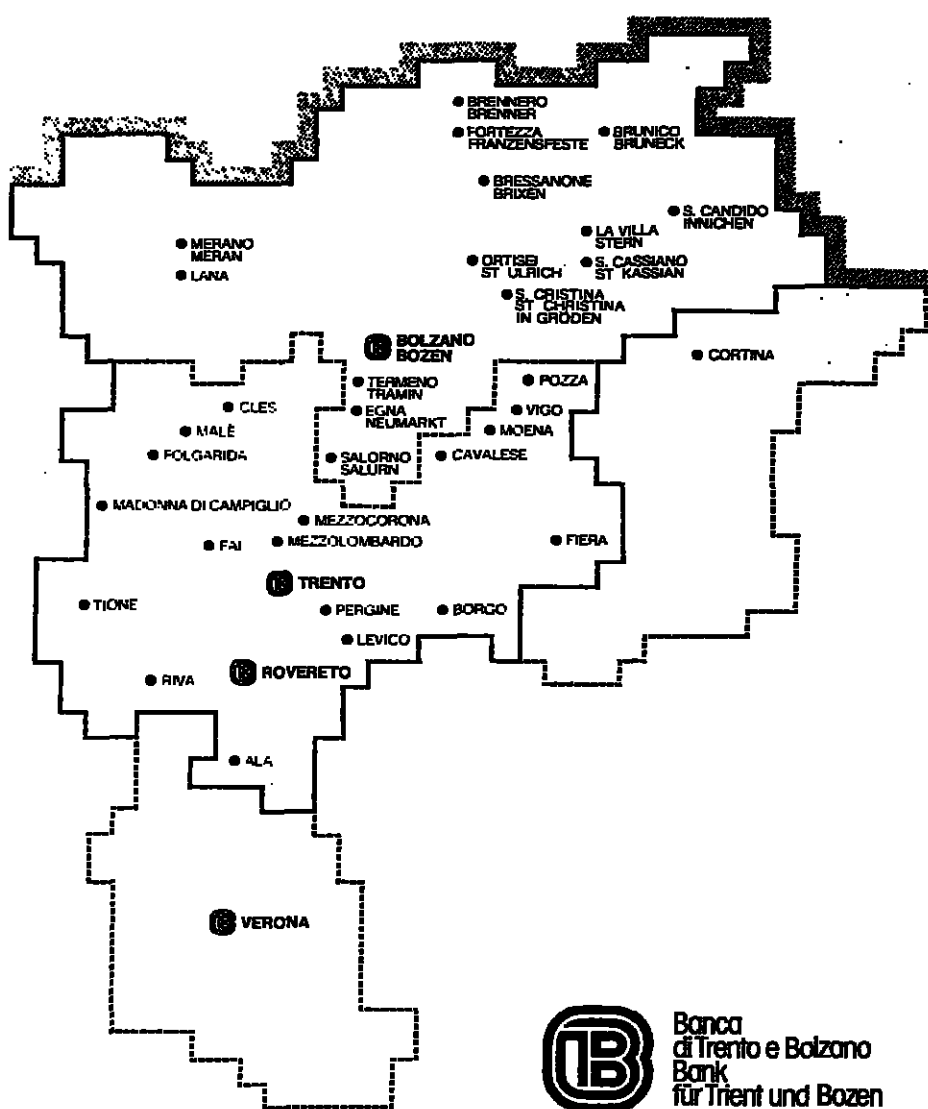 BRENNERO
BRENNER
FORTEZZA
FRANZENSFESTE
BRUNICO
BRUNECK
BRESSANONE
BRIXEN
S. CANDIDO
INNICHEN
LA VILLA
STERN
MERANO
MERAN
ORTISEI
ST ULRICH
S. CASSIANO
ST KASSIAN
LANA
S. CRISTINA
ST CHRISTINA
IN GRÖDEN
BOLZANO
BOZEN
CORTINA
TERMENO
TRAMIN
POZZA
CLES
EGNA
NEUMARKT
VIGO
MALÈ
MOENA
FOLGARIDA
SALORNO
SALURN
CAVALESE
MADONNA DI CAMPIGLIO
MEZZOCORONA
FAI
MEZZOLOMBARDO
FIERA
TRENTO
TIONE
PERGINE
BORGO
LEVICO
ROVERETO
RIVA
ALA
VERONA
Banca
di Trento e Bolzano
Bank
für Trient und Bozen